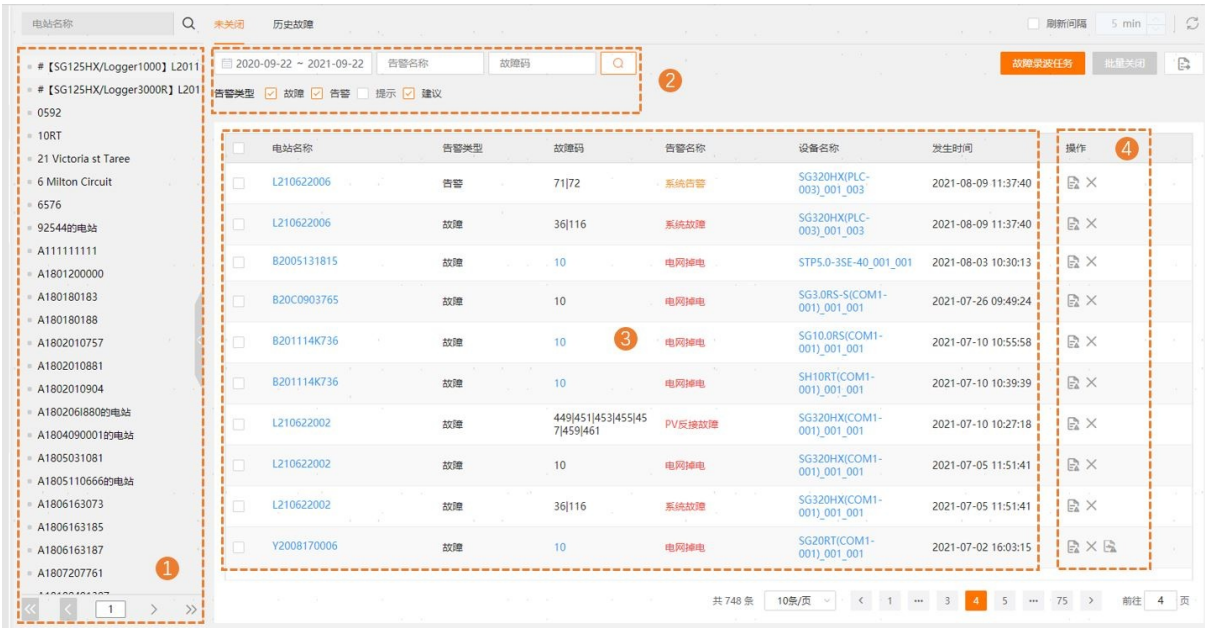 电站名称
未关闭 历史故障
刷新间隔 5 min
# 【SG125HX/Logger1000】L2011
# 【SG125HX/Logger3000R】L201
0592
10RT
21 Victoria st Taree
6 Milton Circuit
6576
92544的电站
A111111111
A1801200000
A180180183
A180180188
A1802010757
A1802010881
A1802010904
A180206I880的电站
A1804090001的电站
A1805031081
A1805110666的电站
A1806163073
A1806163185
A1806163187
A1807207761
1
1
2020-09-22 ~ 2021-09-22 告警名称 故障码
2
故障录波任务 批量关闭
告警类型 故障 告警 提示 建议
电站名称 告警类型 故障码 告警名称 设备名称 发生时间 操作 4
L210622006 告警 71|72 系统告警 SG320HX(PLC-
003)_001_003 2021-08-09 11:37:40
L210622006 故障 36|116 系统故障 SG320HX(PLC-
003)_001_003 2021-08-09 11:37:40
B2005131815 故障 10 电网掉电 STP5.0-3SE-40_001_001 2021-08-03 10:30:13
B20C0903765 故障 10 电网掉电 SG3.0RS-S(COM1-
001)_001_001 2021-07-26 09:49:24
B201114K736 故障 10 3 电网掉电 SG10.0RS(COM1-
001)_001_001 2021-07-10 10:55:58
B201114K736 故障 10 电网掉电 SH10RT(COM1-
001)_001_001 2021-07-10 10:39:39
L210622002 故障 449|451|453|455|45
7|459|461 PV反接故障 SG320HX(COM1-
001)_001_001 2021-07-10 10:27:18
L210622002 故障 10 电网掉电 SG320HX(COM1-
001)_001_001 2021-07-05 11:51:41
L210622002 故障 36|116 系统故障 SG320HX(COM1-
001)_001_001 2021-07-05 11:51:41
Y2008170006 故障 10 电网掉电 SG20RT(COM1-
001)_001_001 2021-07-02 16:03:15
共 748 条 10条/页 < 1 ··· 3 4 5 ··· 75 > 前往 4 页